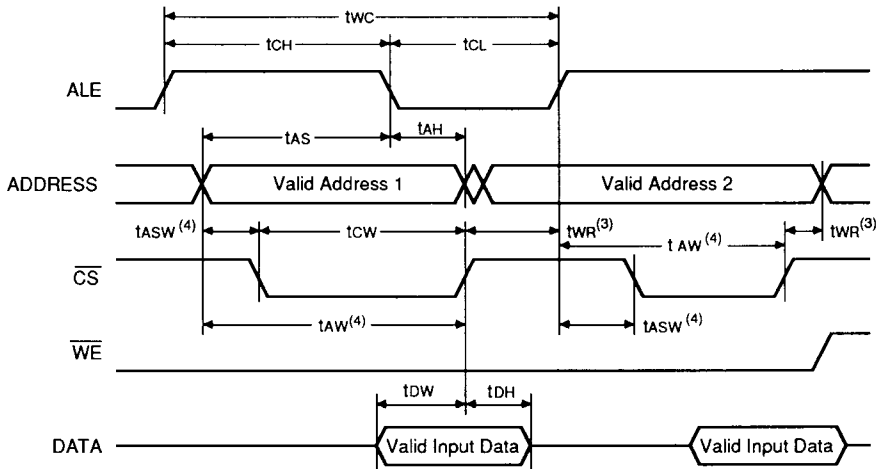 tWC
tCH tCL
ALE
tAS tAH
ADDRESS Valid Address 1 Valid Address 2
tASW(4) tCW tWR(3) tAW(4) tWR(3)
CS
tAW(4) tASW(4)
WE
tDW tDH
DATA Valid Input Data Valid Input Data